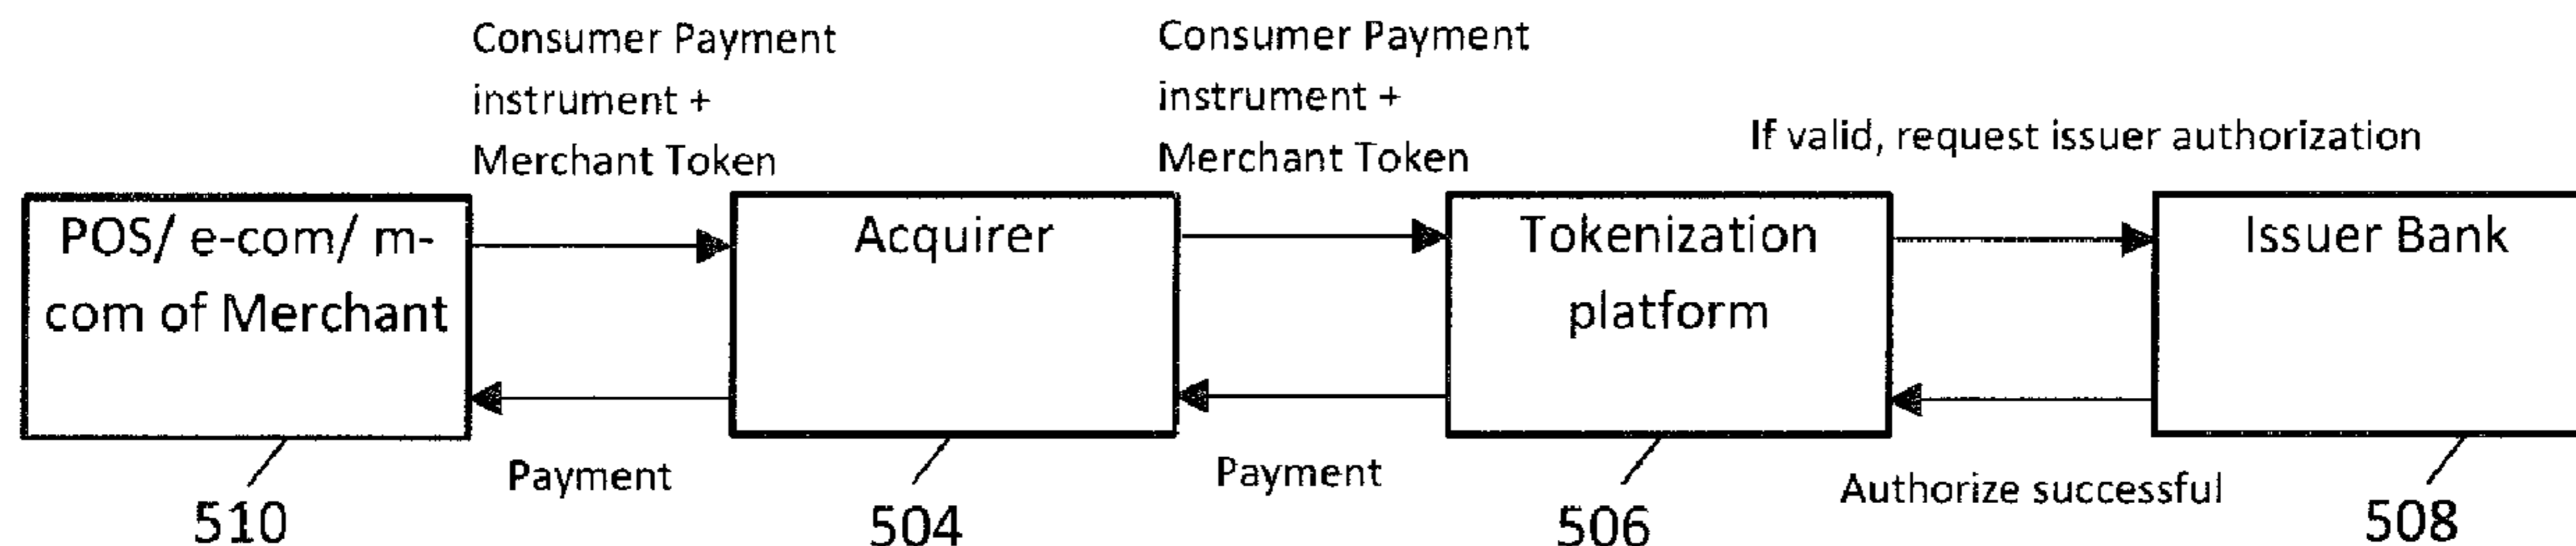 Consumer Payment
instrument +
Merchant Token
Consumer Payment
instrument +
Merchant Token
If valid, request issuer authorization
POS/ e-com/ m-
com of Merchant
Acquirer
Tokenization
platform
Issuer Bank
Payment
Payment
Authorize successful
510
504
506
508